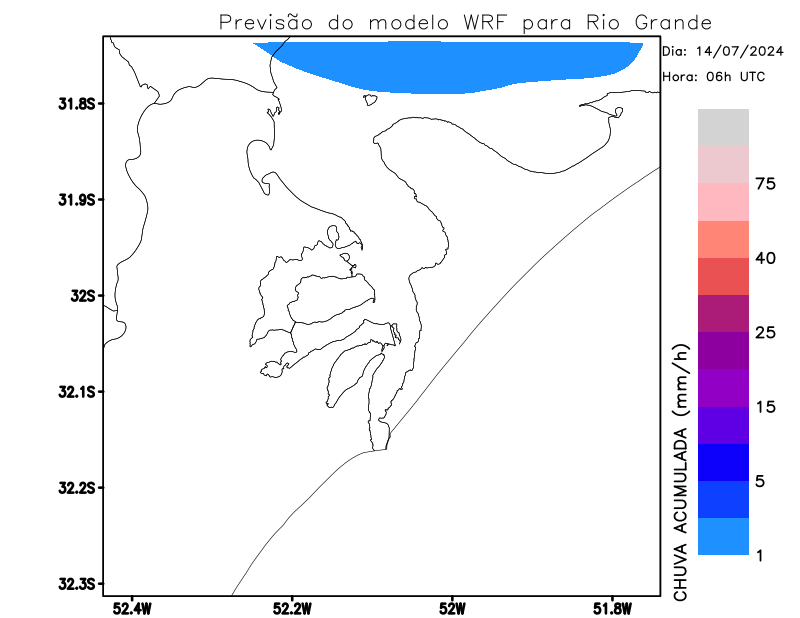 Previsão do modelo WRF para Rio Grande
Dia: 14/07/2024
Hora: 06h UTC
31.8S
31.9S
32S
32.1S
32.2S
32.3S
52.4W
52.2W
52W
51.8W
CHUVA ACUMULADA (mm/h)
75
40
25
15
5
1